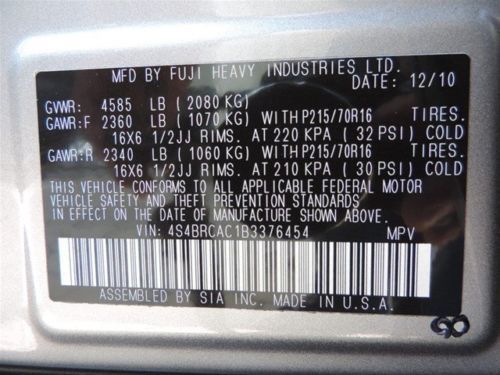 MFD BY FUJI HEAVY INDUSTRIES LTD.
DATE: 12/10
GVWR: 4585 LB (2080 KG)
GAWR:F 2360 LB (1070 KG) WITH P215/70R16 TIRES.
16X6 1/2JJ RIMS. AT 220 KPA (32 PSI) COLD
GAWR:R 2340 LB (1060 KG) WITH P215/70R16 TIRES.
16X6 1/2JJ RIMS. AT 210 KPA (30 PSI) COLD
THIS VEHICLE CONFORMS TO ALL APPLICABLE FEDERAL MOTOR
VEHICLE SAFETY AND THEFT PREVENTION STANDARDS
IN EFFECT ON THE DATE OF MANUFACTURE SHOWN ABOVE.
VIN: 4S4BRCAC1B3376454 MPV
ASSEMBLED BY SIA INC. MADE IN U.S.A.